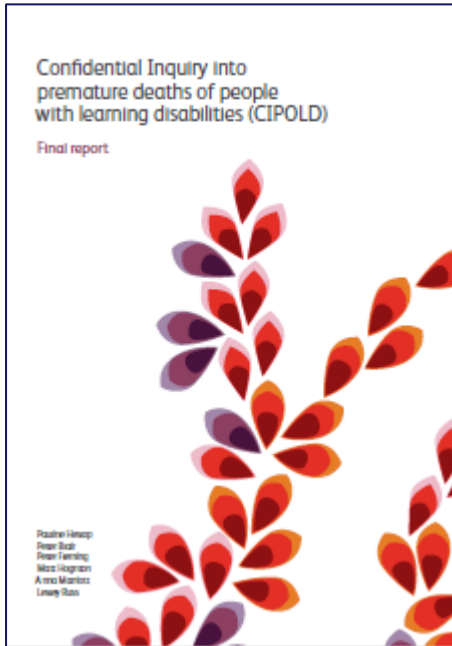 Confidential Inquiry into
premature deaths of people
with learning disabilities (CIPOLD)
Final report
Pauline Heslop
Peter Blair
Peter Fleming
Matt Hoghton
Anna Marriott
Lesley Russ